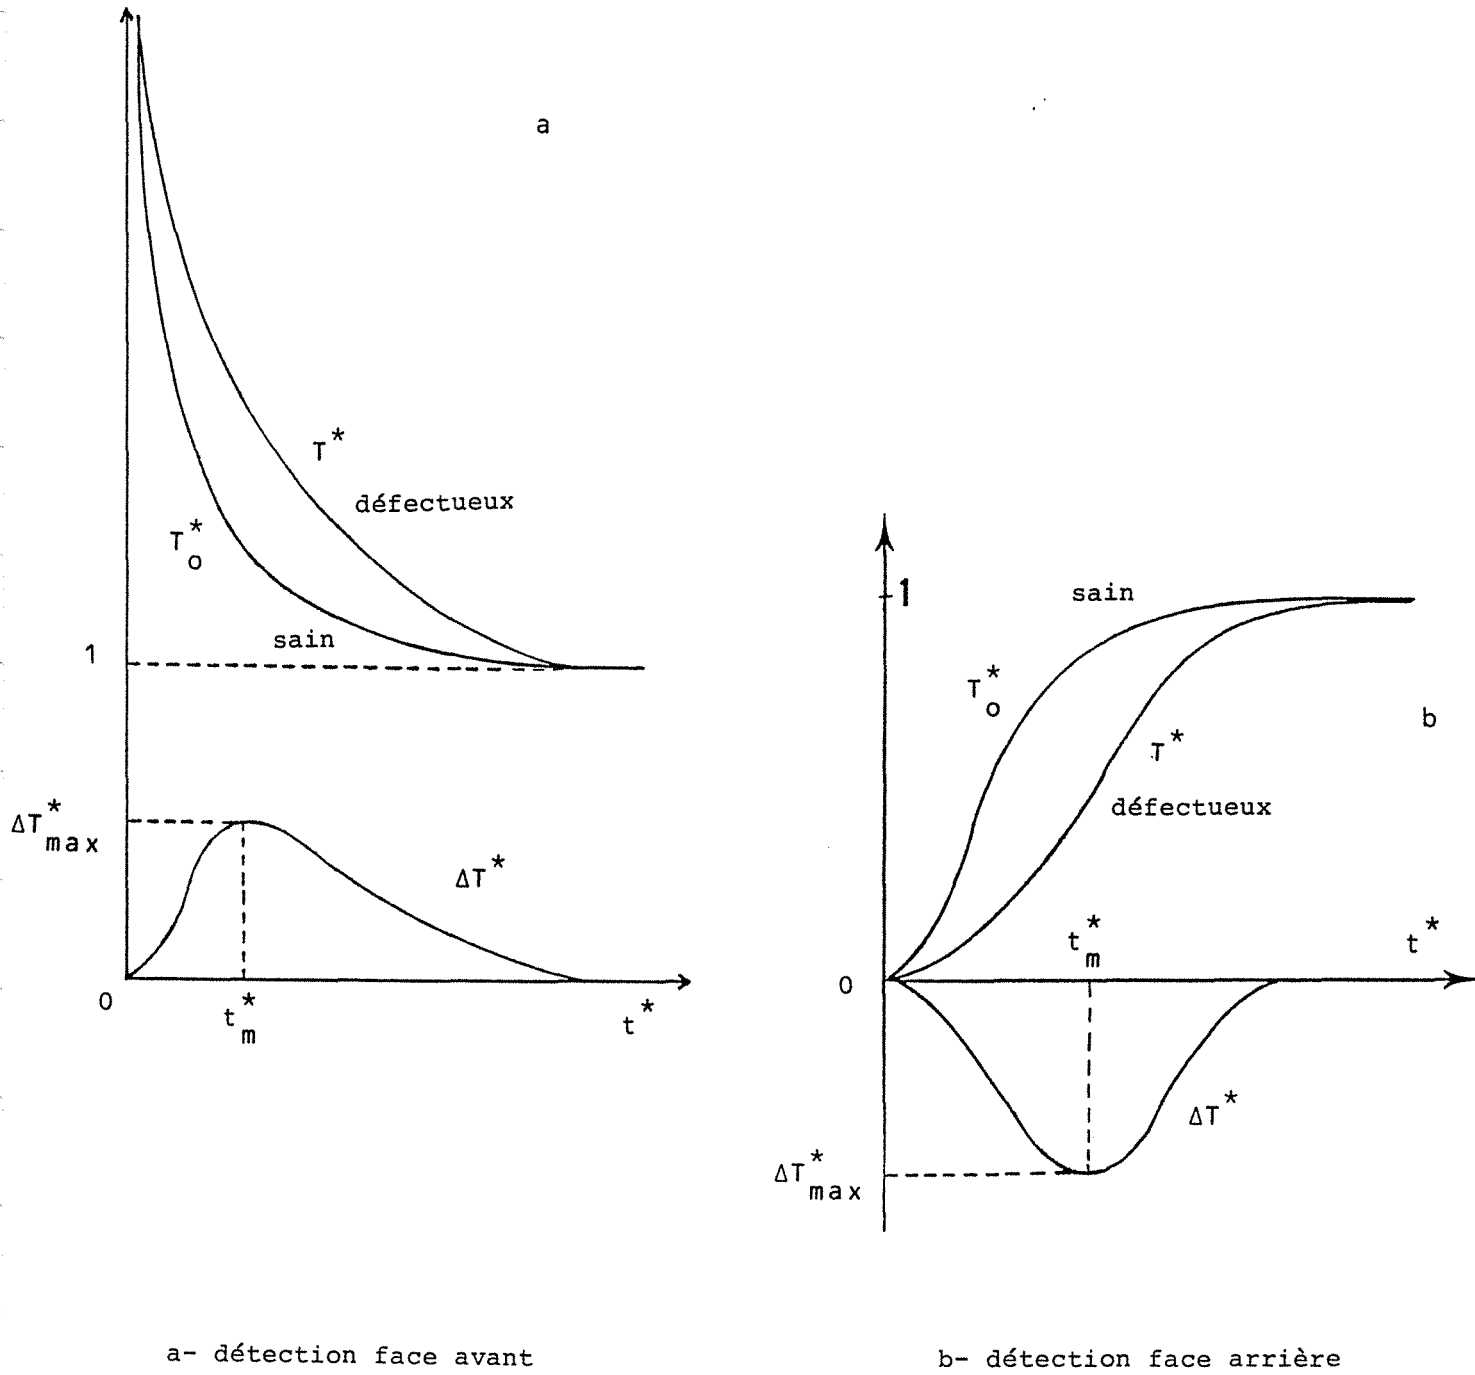 a
T*
défectueux
T*o
sain
1
ΔT*max
ΔT*
0
t*m
t*
1
sain
T*o
b
T*
défectueux
t*m
t*
0
ΔT*
ΔT*max
a- détection face avant
b- détection face arrière